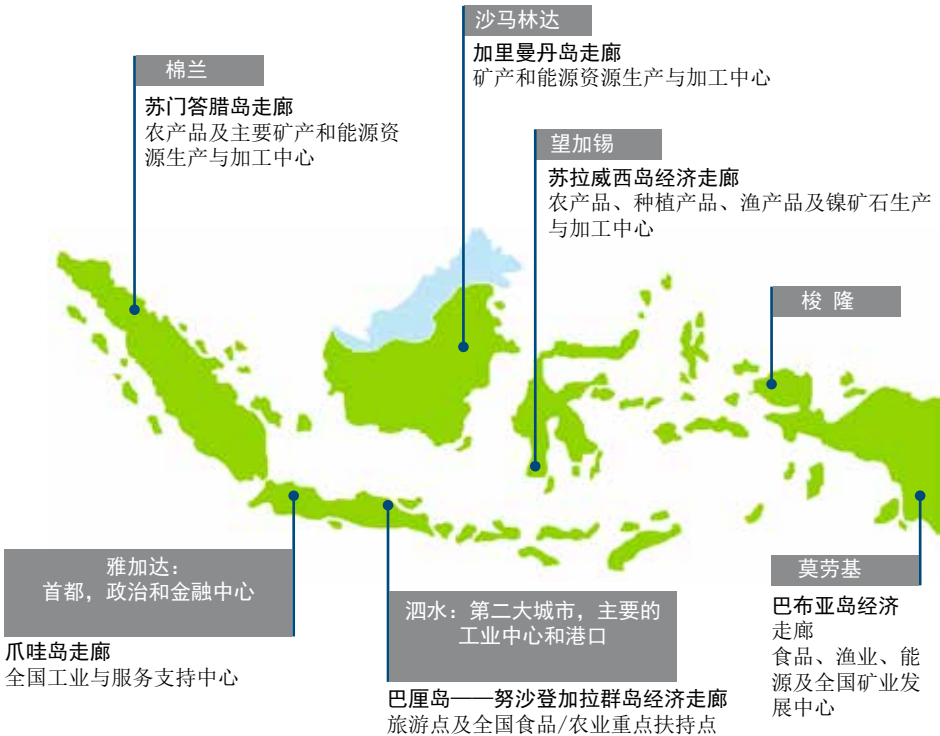 沙马林达
加里曼丹岛走廊
矿产和能源资源生产与加工中心
棉兰
苏门答腊岛走廊
农产品及主要矿产和能源资
源生产与加工中心
望加锡
苏拉威西岛经济走廊
农产品、种植产品、渔产品及镍矿石生产
与加工中心
梭 隆
雅加达：
首都，政治和金融中心
爪哇岛走廊
全国工业与服务支持中心
泗水：第二大城市，主要的
工业中心和港口
巴厘岛——努沙登加拉群岛经济走廊
旅游点及全国食品/农业重点扶持点
莫劳基
巴布亚岛经济
走廊
食品、渔业、能
源及全国矿业发
展中心